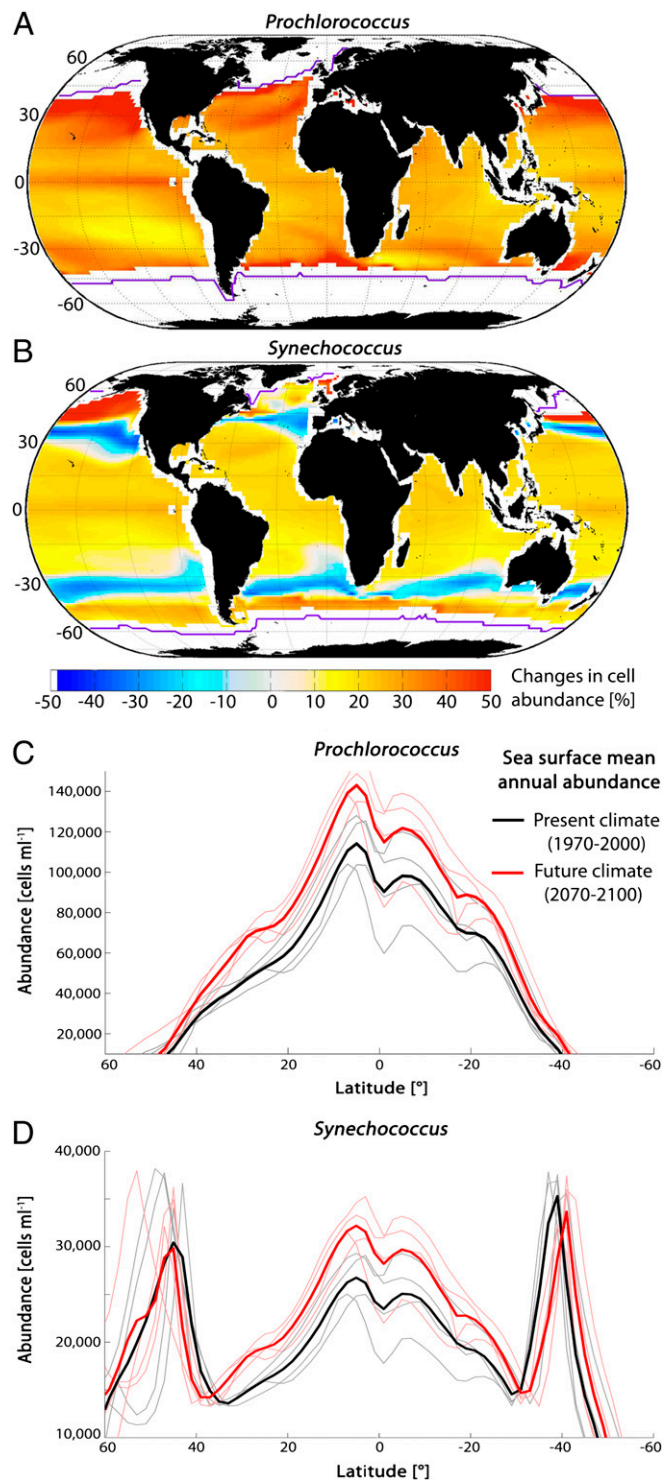 A
Prochlorococcus
60
30
0
-30
-60
B
Synechococcus
60
30
0
-30
-60
-50 -40 -30 -20 -10 0 10 20 30 40 50
Changes in cell
abundance [%]
C
Prochlorococcus
Sea surface mean
annual abundance
Present climate
(1970-2000)
Future climate
(2070-2100)
Abundance [cells ml⁻¹]
140,000
120,000
100,000
80,000
60,000
40,000
20,000
60 40 20 0 -20 -40 -60
Latitude [°]
D
Synechococcus
Abundance [cells ml⁻¹]
40,000
30,000
20,000
10,000
60 40 20 0 -20 -40 -60
Latitude [°]